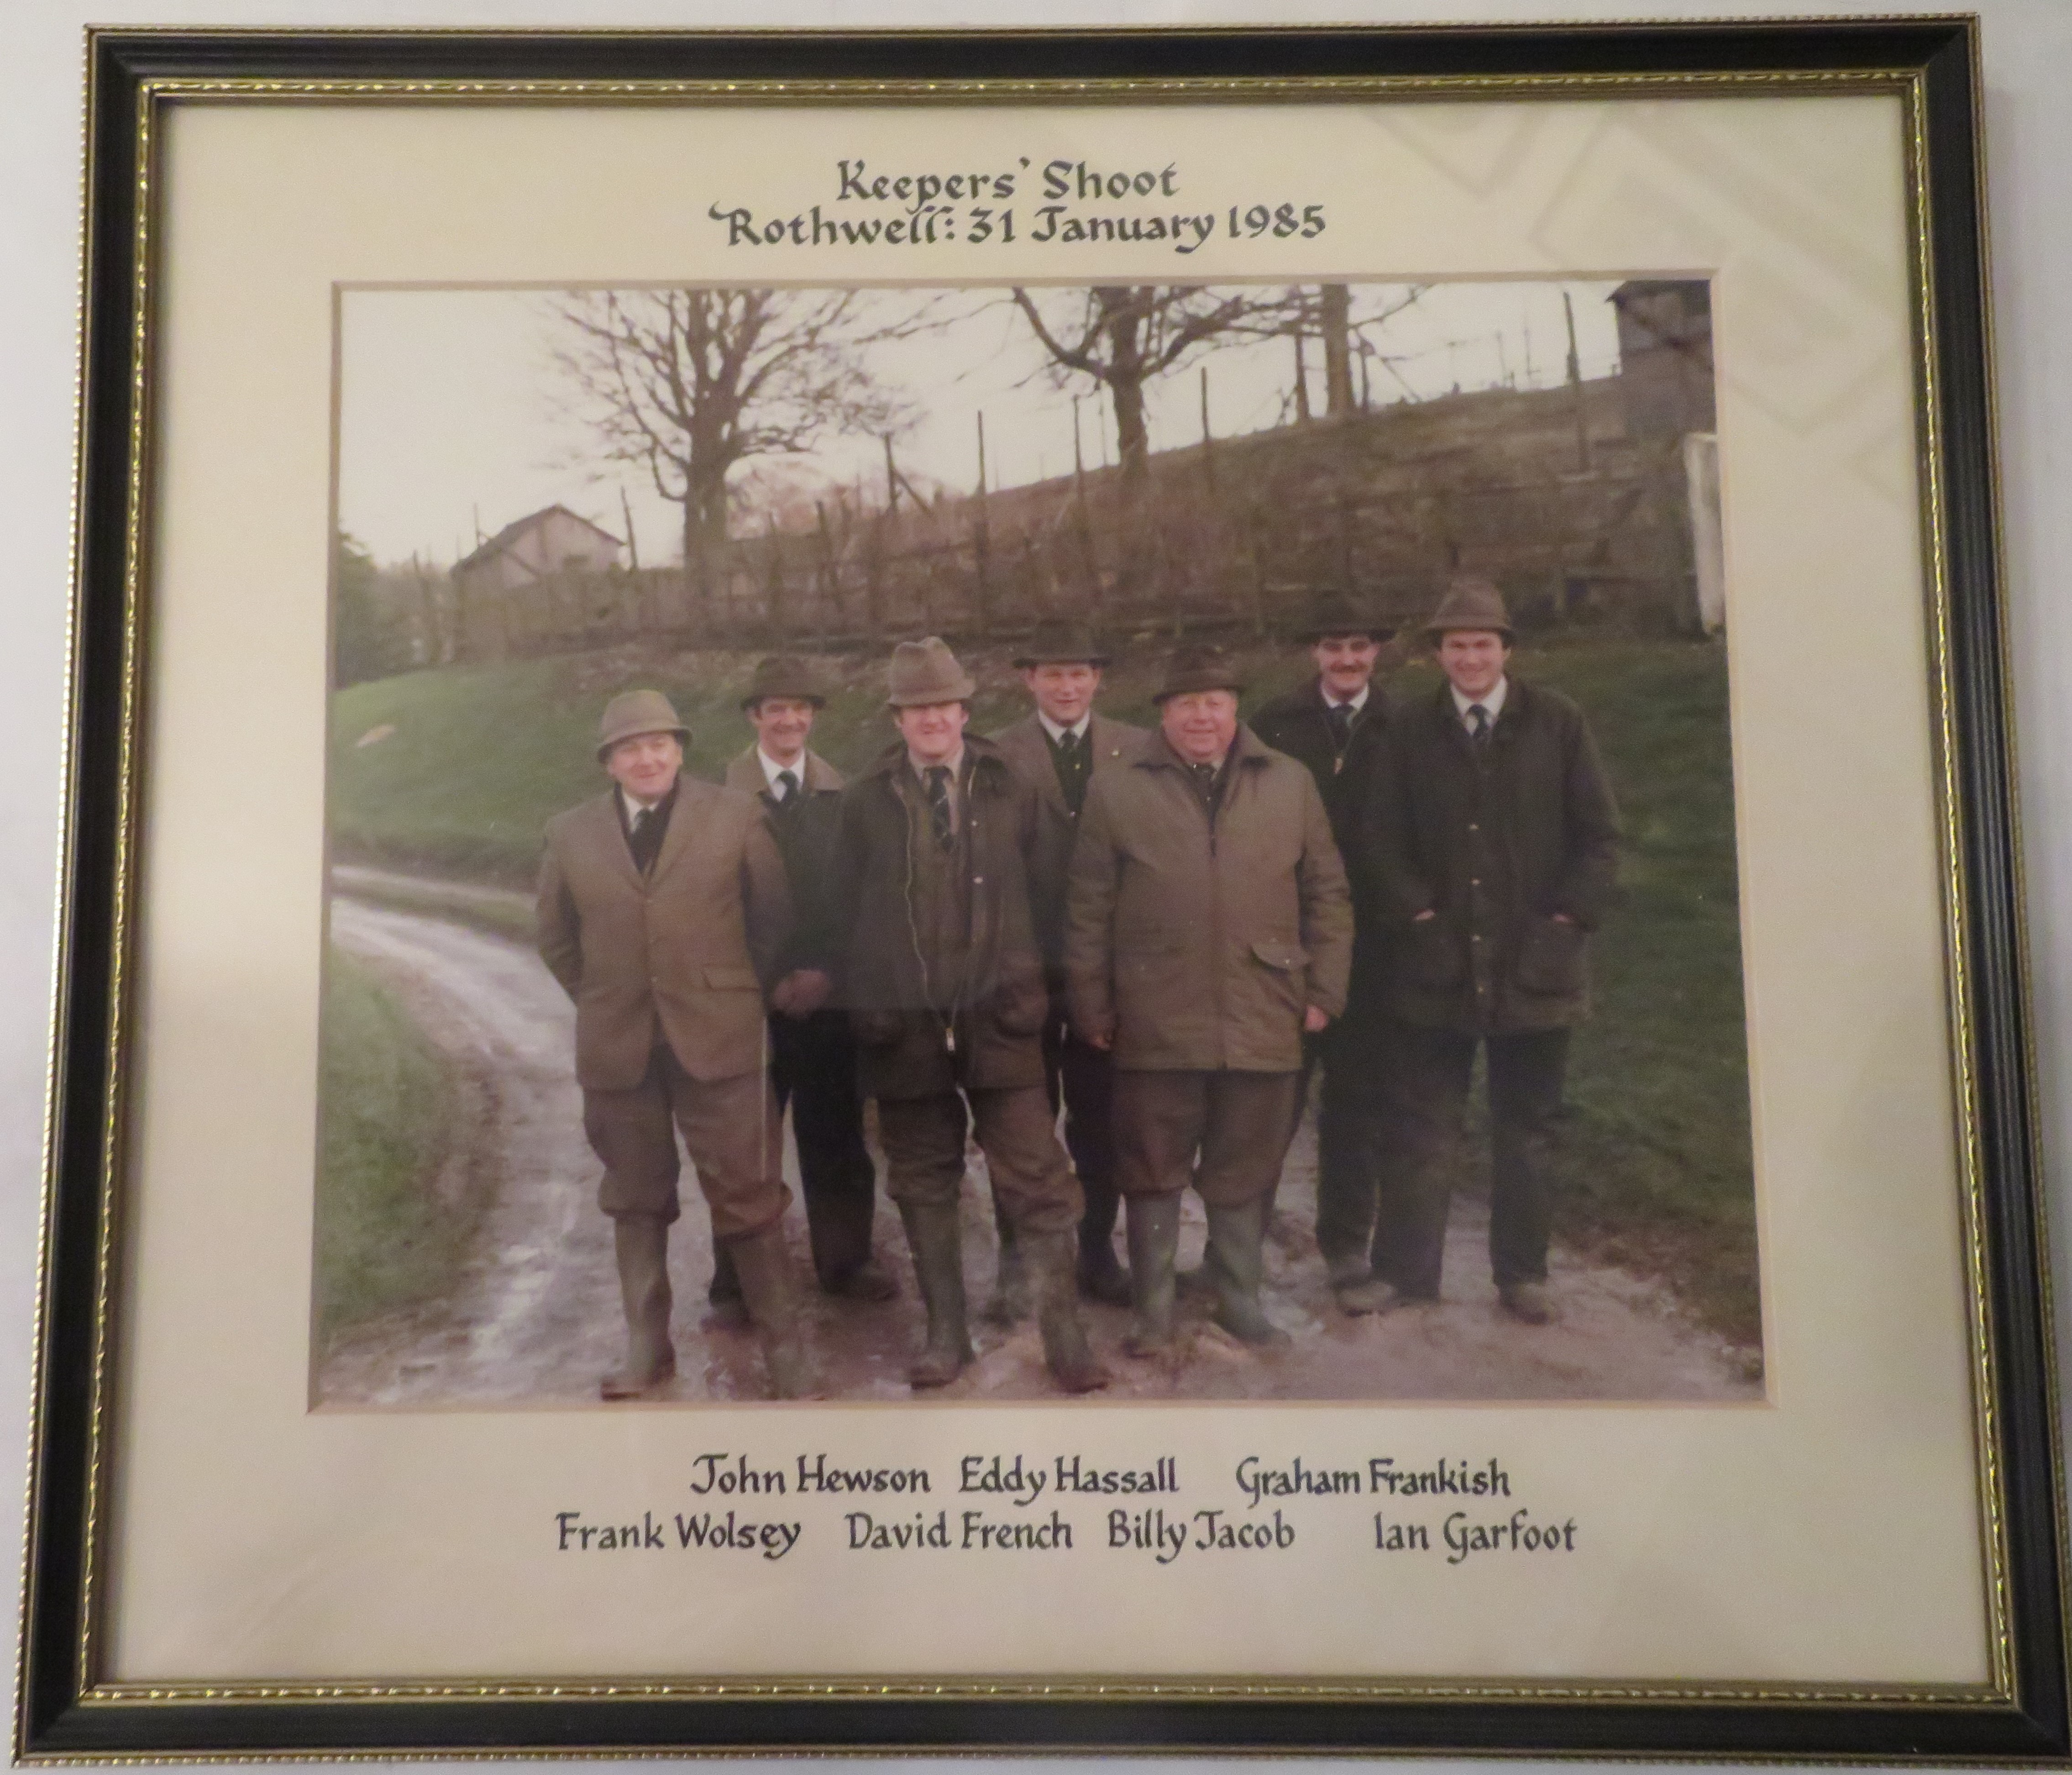 Keepers' Shoot
Rothwell: 31 January 1985
John Hewson Eddy Hassall Graham Frankish
Frank Wolsey David French Billy Jacob Ian Garfoot